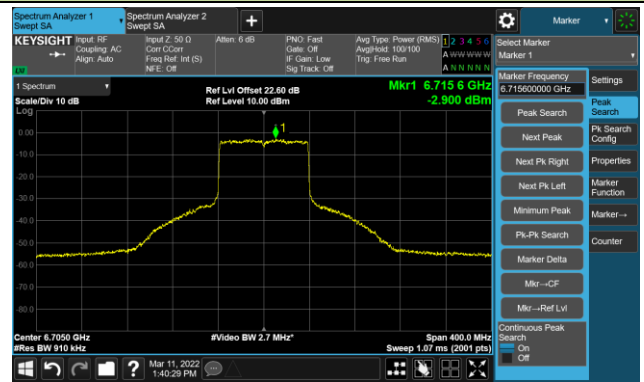 Spectrum Analyzer 1
Swept SA
Spectrum Analyzer 2
Swept SA
+
Marker
KEYSIGHT
Input: RF
Coupling: AC
Align: Auto
Input Z: 50 Ω
Corr CCorr
Freq Ref: Int (S)
NFE: Off
Atten: 6 dB
PNO: Fast
Gate: Off
IF Gain: Low
Sig Track: Off
Avg Type: Power (RMS)
Avg|Hold: 100/100
Trig: Free Run
1 2 3 4 5 6
A W W W W W
A N N N N N
Select Marker
Marker 1
LXI
1 Spectrum
Scale/Div 10 dB
Log
Ref Lvl Offset 22.60 dB
Ref Level 10.00 dBm
Mkr1 6.715 6 GHz
-2.900 dBm
0.00
-10.0
-20.0
-30.0
-40.0
-50.0
-60.0
-70.0
-80.0
1
Center 6.7050 GHz
#Res BW 910 kHz
#Video BW 2.7 MHz*
Span 400.0 MHz
Sweep 1.07 ms (2001 pts)
Marker Frequency
6.715600000 GHz
Peak Search
Next Peak
Next Pk Right
Next Pk Left
Minimum Peak
Pk-Pk Search
Marker Delta
Mkr→CF
Mkr→Ref Lvl
Continuous Peak
Search
On
Off
Settings
Peak
Search
Pk Search
Config
Properties
Marker
Function
Marker→
Counter
?
Mar 11, 2022
1:40:29 PM